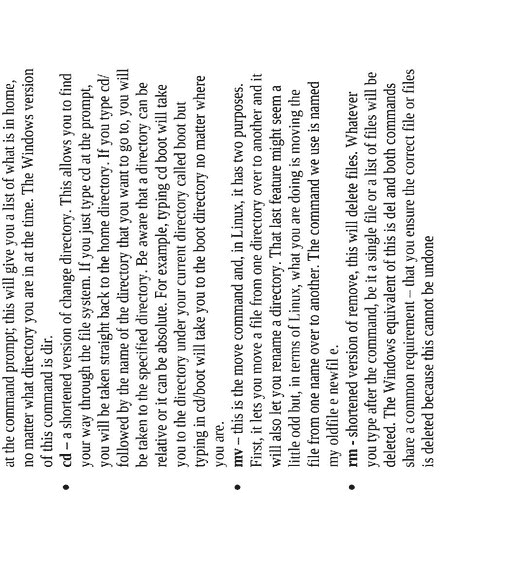 at the command prompt; this will give you a list of what is in home,
no matter what directory you are in at the time. The Windows version
of this command is dir.
• cd – a shortened version of change directory. This allows you to find
your way through the file system. If you just type cd at the prompt,
you will be taken straight back to the home directory. If you type cd/
followed by the name of the directory that you want to go to, you will
be taken to the specified directory. Be aware that a directory can be
relative or it can be absolute. For example, typing cd boot will take
you to the directory under your current directory called boot but
typing in cd/boot will take you to the boot directory no matter where
you are.
• mv – this is the move command and, in Linux, it has two purposes.
First, it lets you move a file from one directory over to another and it
will also let you rename a directory. That last feature might seem a
little odd but, in terms of Linux, what you are doing is moving the
file from one name over to another. The command we use is named
my oldfile e newfil e.
• rm - shortened version of remove, this will delete files. Whatever
you type after the command, be it a single file or a list of files will be
deleted. The Windows equivalent of this is del and both commands
share a common requirement – that you ensure the correct file or files
is deleted because this cannot be undone